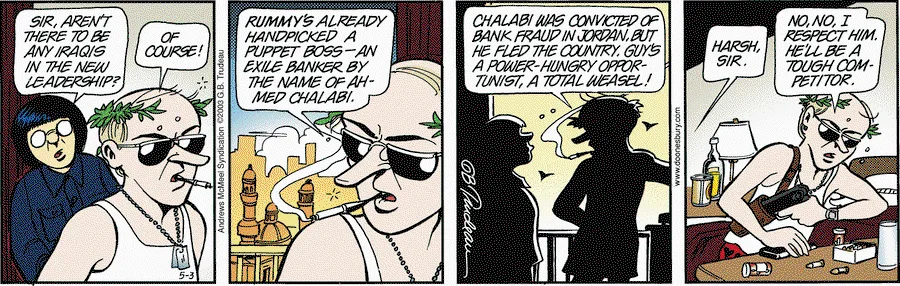 SIR, AREN'T
THERE TO BE
ANY IRAQIS
IN THE NEW
LEADERSHIP?
OF
COURSE!
5-3
Andrews McMeel Syndication ©2003 G.B. Trudeau
RUMMY'S ALREADY
HANDPICKED A
PUPPET BOSS—AN
EXILE BANKER BY
THE NAME OF AH-
MED CHALABI.
CHALABI WAS CONVICTED OF
BANK FRAUD IN JORDAN, BUT
HE FLED THE COUNTRY. GUY'S
A POWER-HUNGRY OPPOR-
TUNIST, A TOTAL WEASEL!
GBTrudeau
www.doonesbury.com
HARSH,
SIR.
NO, NO, I
RESPECT HIM.
HE'LL BE A
TOUGH COM-
PETITOR.